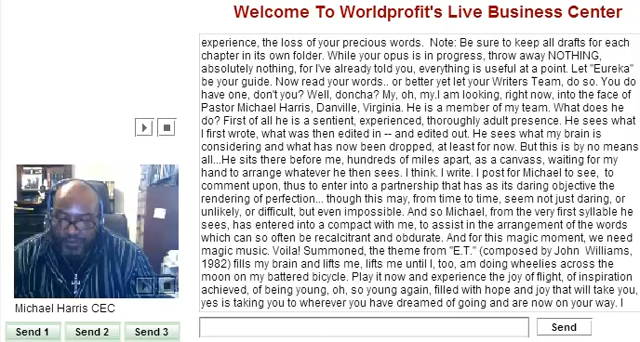 Welcome To Worldprofit's Live Business Center
experience, the loss of your precious words.  Note: Be sure to keep all drafts for each
chapter in its own folder. While your opus is in progress, throw away NOTHING,
absolutely nothing, for I've already told you, everything is useful at a point. Let "Eureka"
be your guide. Now read your words.. or better yet let your Writers Team, do so. You do
have one, don't you? Well, doncha? My, oh, my.I am looking, right now, into the face of
Pastor Michael Harris, Danville, Virginia. He is a member of my team. What does he
do? First of all he is a sentient, experienced, thoroughly adult presence. He sees what
I first wrote, what was then edited in -- and edited out. He sees what my brain is
considering and what has now been dropped, at least for now. But this is by no means
all...He sits there before me, hundreds of miles apart, as a canvass, waiting for my
hand to arrange whatever he then sees. I think. I write. I post for Michael to see,  to
comment upon, thus to enter into a partnership that has as its daring objective the
rendering of perfection... though this may, from time to time, seem not just daring, or
unlikely, or difficult, but even impossible. And so Michael, from the very first syllable he
sees, has entered into a compact with me, to assist in the arrangement of the words
which can so often be recalcitrant and obdurate. And for this magic moment, we need
magic music. Voila! Summoned, the theme from "E.T." (composed by John  Williams,
1982) fills my brain and lifts me, lifts me until I, too, am doing wheelies across the
moon on my battered bicycle. Play it now and experience the joy of flight, of inspiration
achieved, of being young, oh, so young again, filled with hope and joy that will take you,
yes is taking you to wherever you have dreamed of going and are now on your way. I
Michael Harris CEC
Send 1
Send 2
Send 3
Send